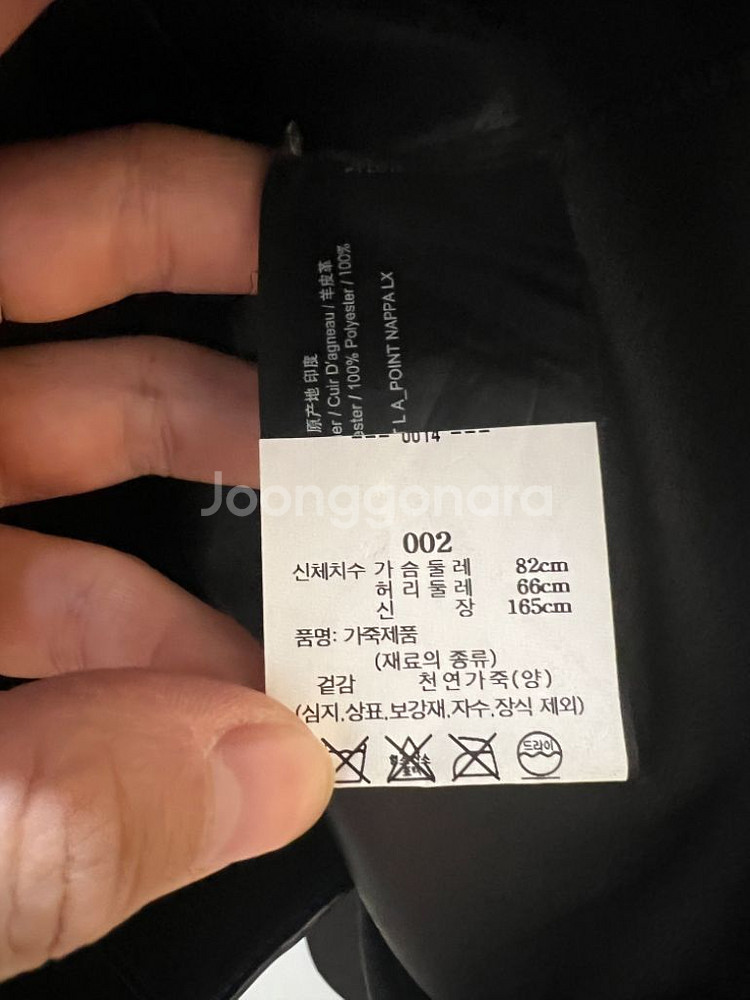 原产地 印度
er / Cuir D'agneau / 羊皮革
ester / 100% Polyester / 100%
L A_POINT NAPPA LX
--- 0014 ---
Joonggonara
002
신체치수 가슴둘레 82cm
허리둘레 66cm
신 장 165cm
품명: 가죽제품
(재료의 종류)
겉감 천연가죽(양)
(심지.상표.보강재.자수.장식 제외)
드라이